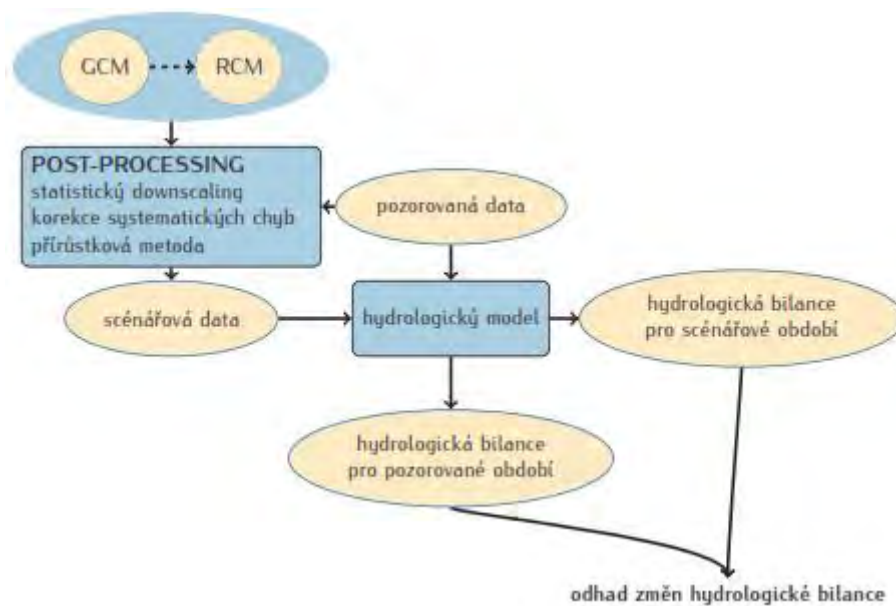 GCM
RCM
POST-PROCESSING
statistický downscaling
korekce systematických chyb
přírůstková metoda
pozorovaná data
scénářová data
hydrologický model
hydrologická bilance
pro scénářové období
hydrologická bilance
pro pozorované období
odhad změn hydrologické bilance